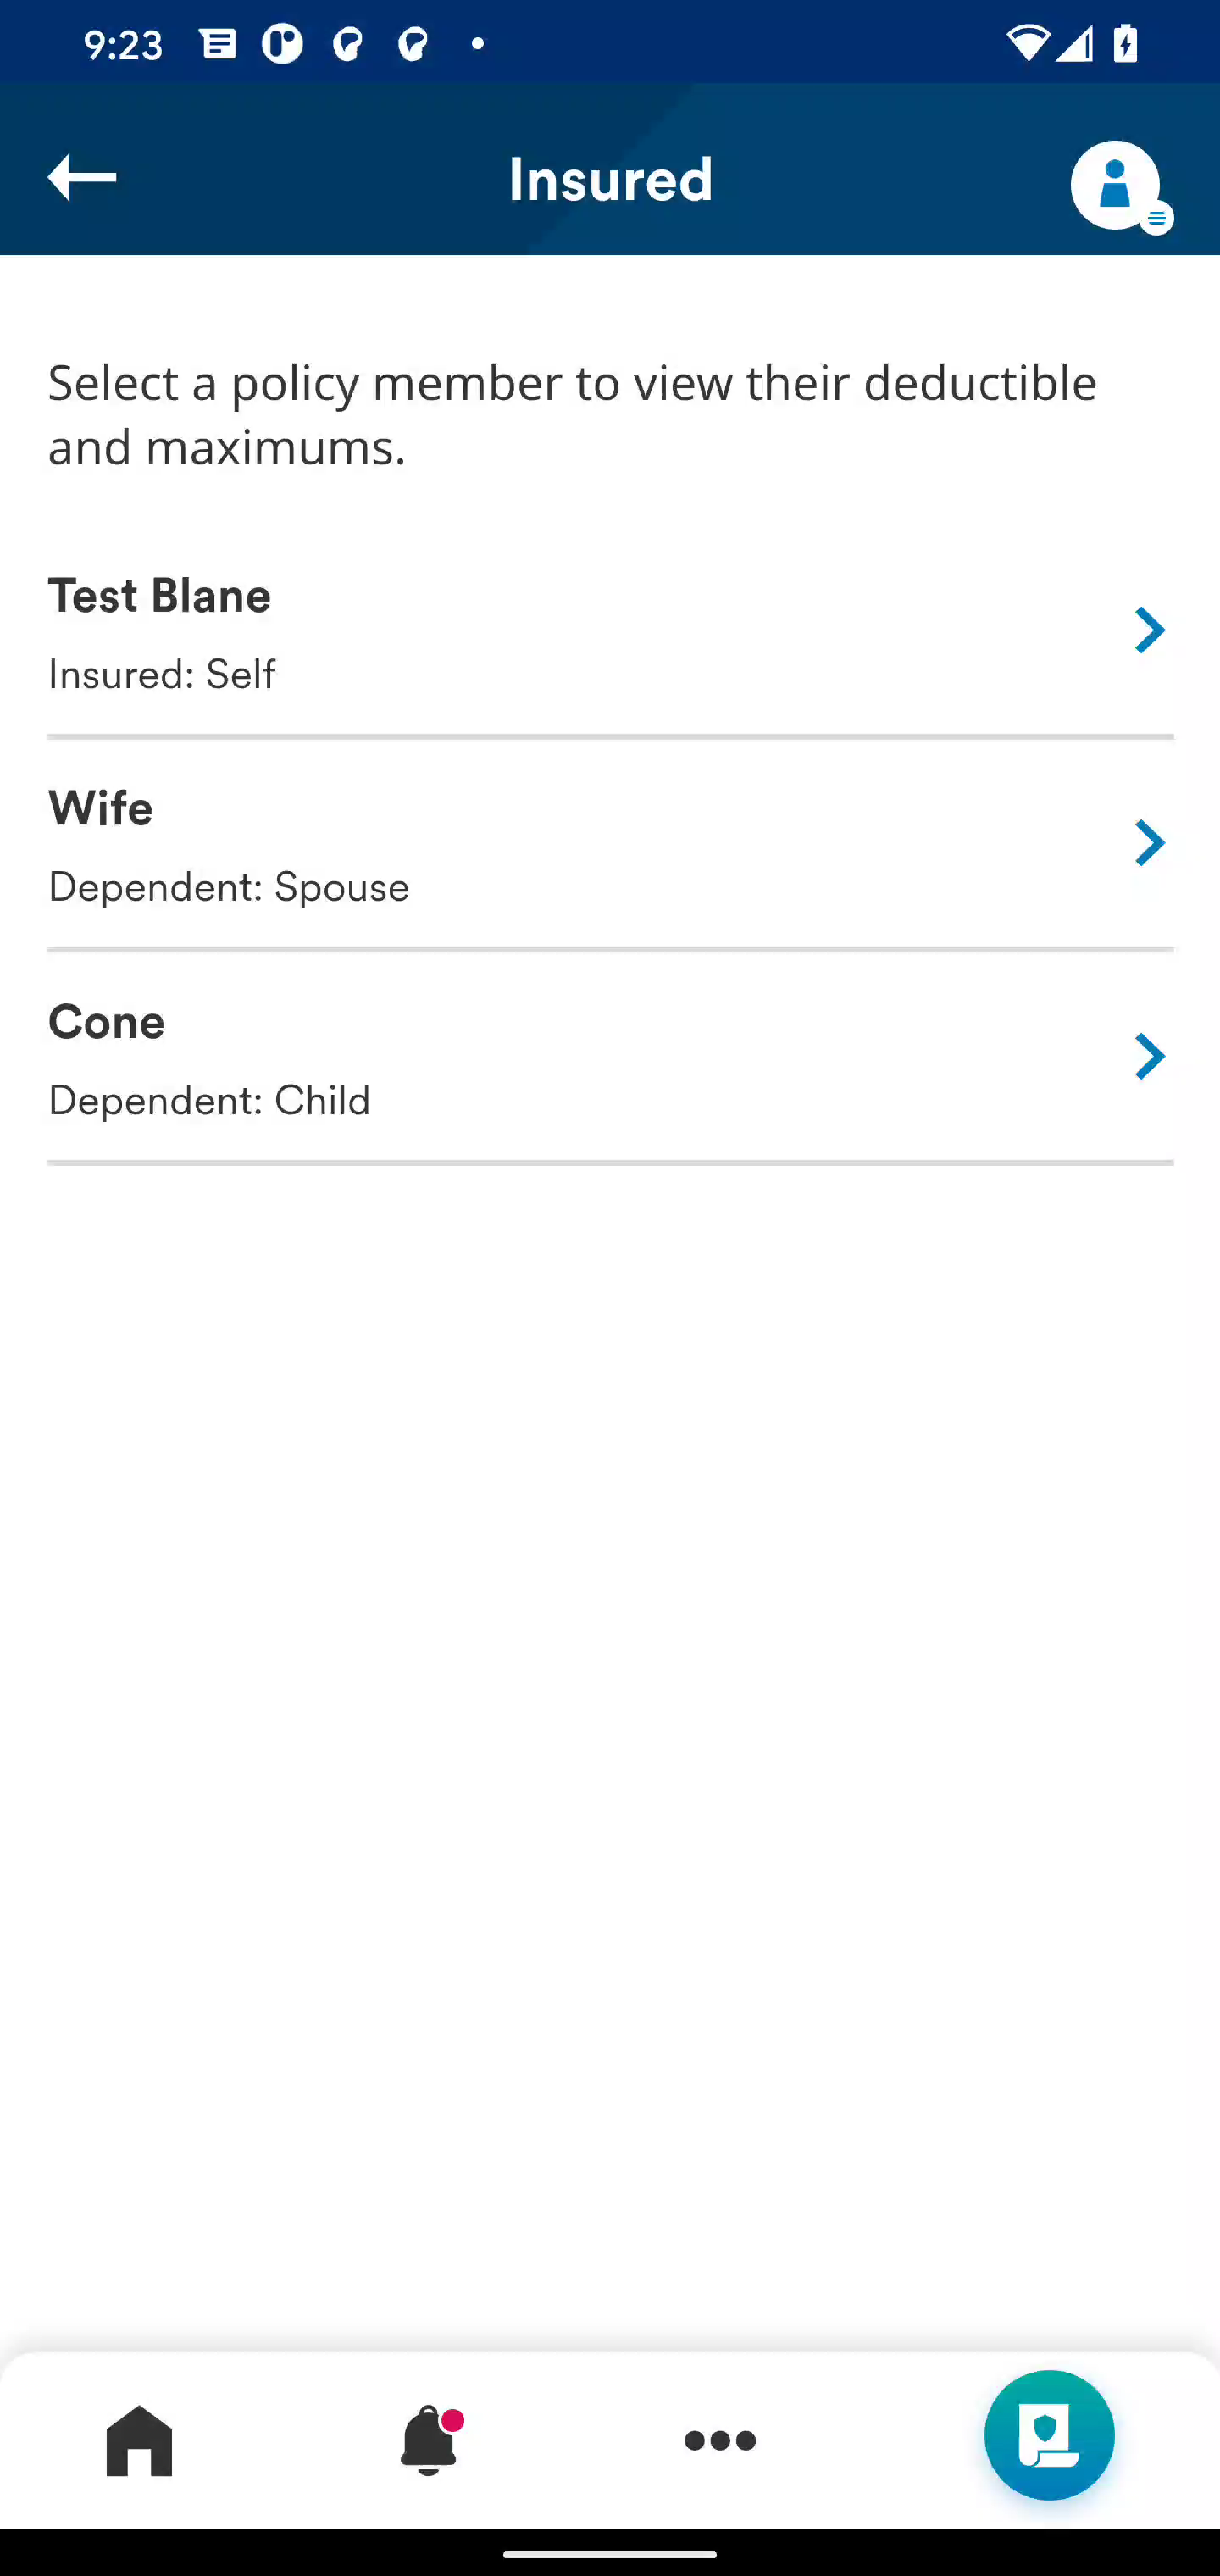 9:23
Insured
Select a policy member to view their deductible
and maximums.
Test Blane
Insured: Self
Wife
Dependent: Spouse
Cone
Dependent: Child